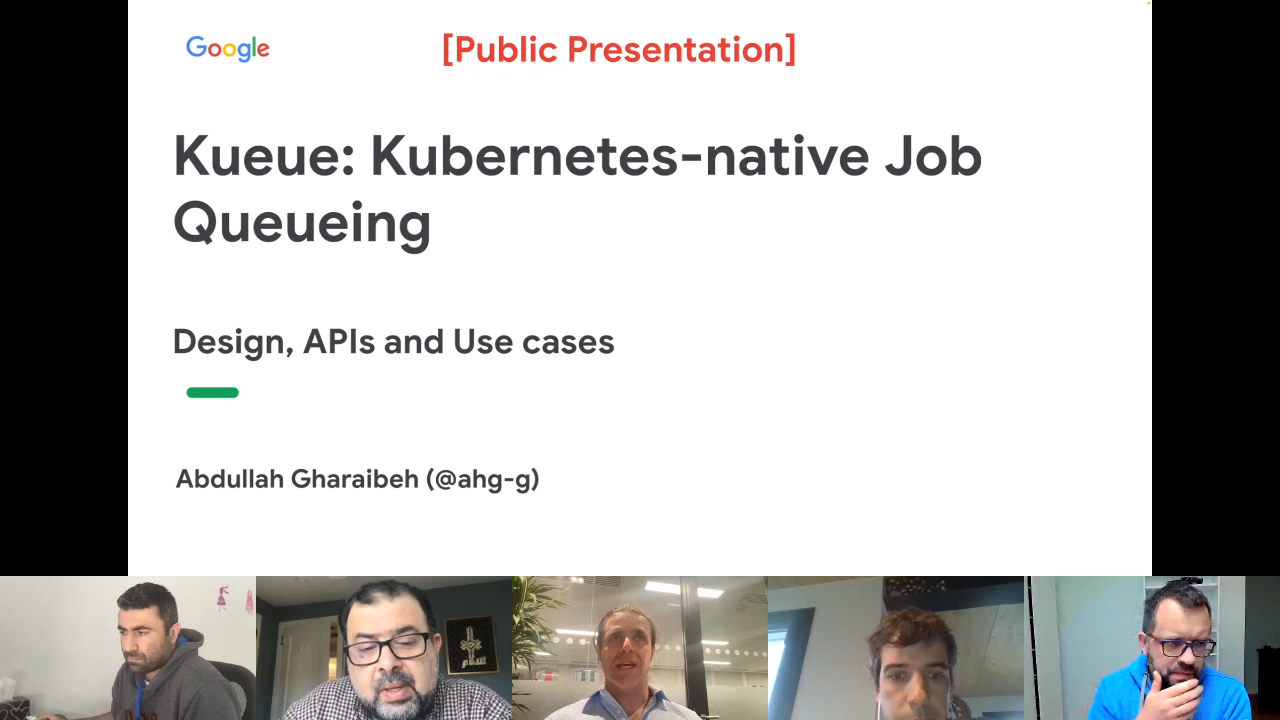 Google
[Public Presentation]
Kueue: Kubernetes-native Job
Queueing
Design, APIs and Use cases
Abdullah Gharaibeh (@ahg-g)